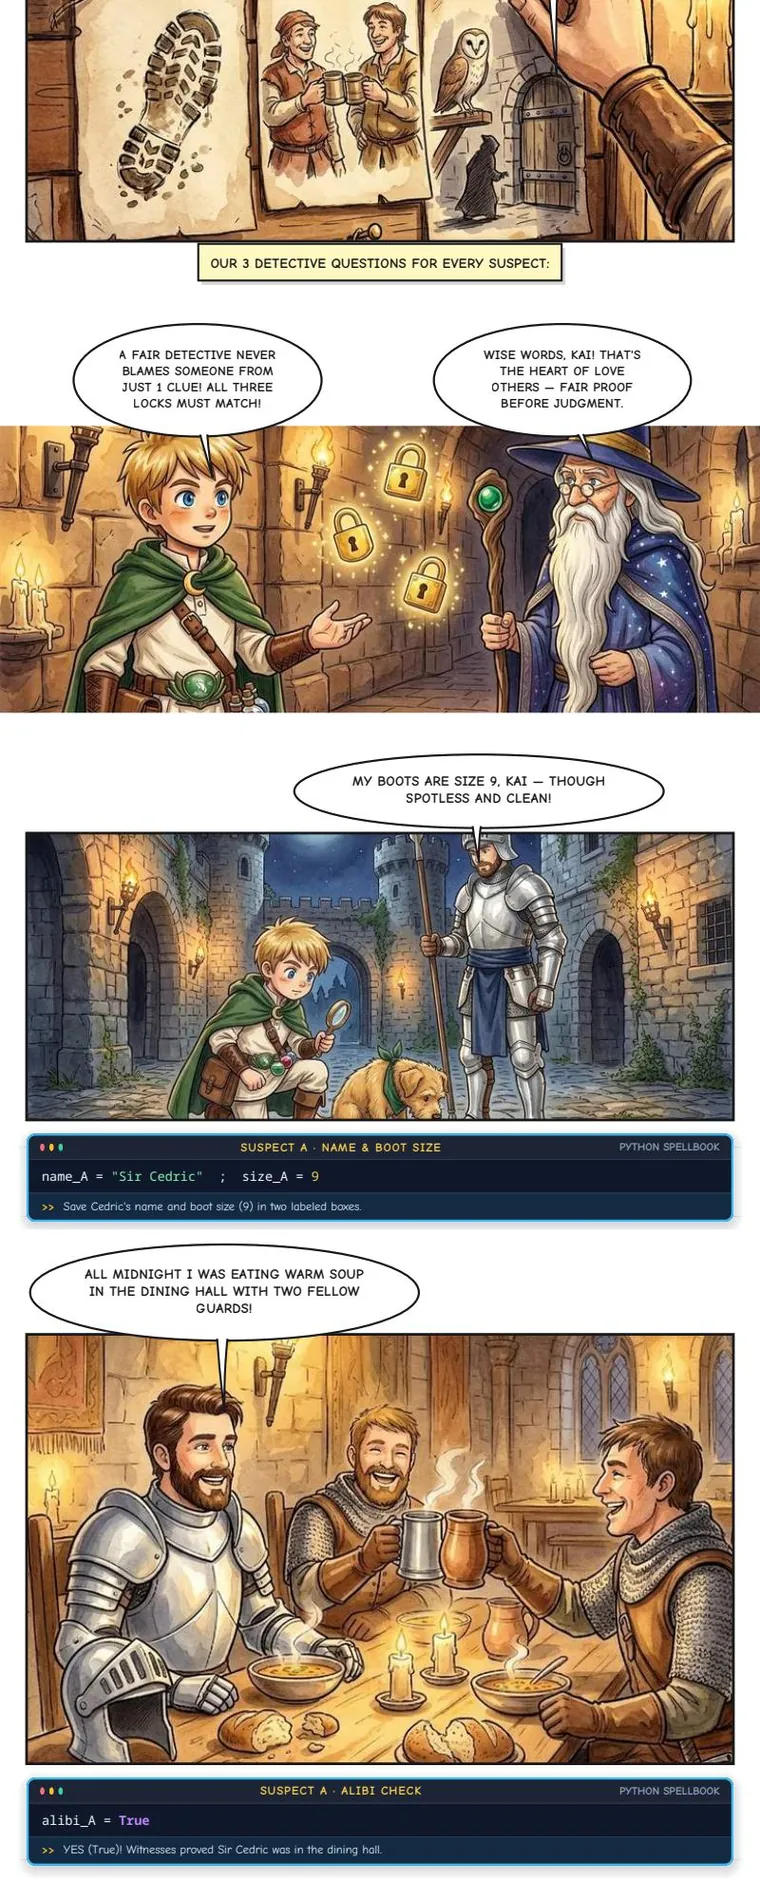 OUR 3 DETECTIVE QUESTIONS FOR EVERY SUSPECT:
A FAIR DETECTIVE NEVER
BLAMES SOMEONE FROM
JUST 1 CLUE! ALL THREE
LOCKS MUST MATCH!
WISE WORDS, KAI! THAT'S
THE HEART OF LOVE
OTHERS — FAIR PROOF
BEFORE JUDGMENT.
MY BOOTS ARE SIZE 9, KAI — THOUGH
SPOTLESS AND CLEAN!
SUSPECT A · NAME & BOOT SIZE
PYTHON SPELLBOOK
name_A = "Sir Cedric"  ;  size_A = 9
>> Save Cedric's name and boot size (9) in two labeled boxes.
ALL MIDNIGHT I WAS EATING WARM SOUP
IN THE DINING HALL WITH TWO FELLOW
GUARDS!
SUSPECT A · ALIBI CHECK
PYTHON SPELLBOOK
alibi_A = True
>> YES (True)! Witnesses proved Sir Cedric was in the dining hall.